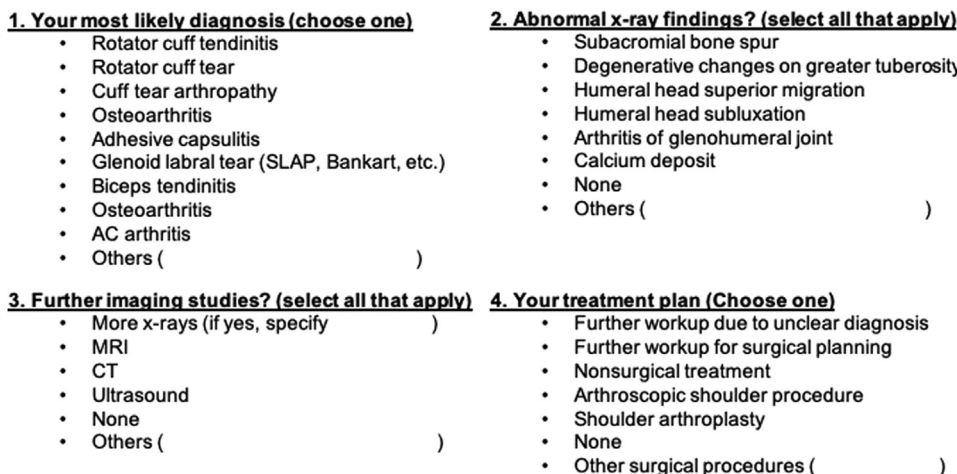 1. Your most likely diagnosis (choose one)
• Rotator cuff tendinitis
• Rotator cuff tear
• Cuff tear arthropathy
• Osteoarthritis
• Adhesive capsulitis
• Glenoid labral tear (SLAP, Bankart, etc.)
• Biceps tendinitis
• Osteoarthritis
• AC arthritis
• Others ( )
2. Abnormal x-ray findings? (select all that apply)
• Subacromial bone spur
• Degenerative changes on greater tuberosity
• Humeral head superior migration
• Humeral head subluxation
• Arthritis of glenohumeral joint
• Calcium deposit
• None
• Others ( )
3. Further imaging studies? (select all that apply)
• More x-rays (if yes, specify )
• MRI
• CT
• Ultrasound
• None
• Others ( )
4. Your treatment plan (Choose one)
• Further workup due to unclear diagnosis
• Further workup for surgical planning
• Nonsurgical treatment
• Arthroscopic shoulder procedure
• Shoulder arthroplasty
• None
• Other surgical procedures ( )